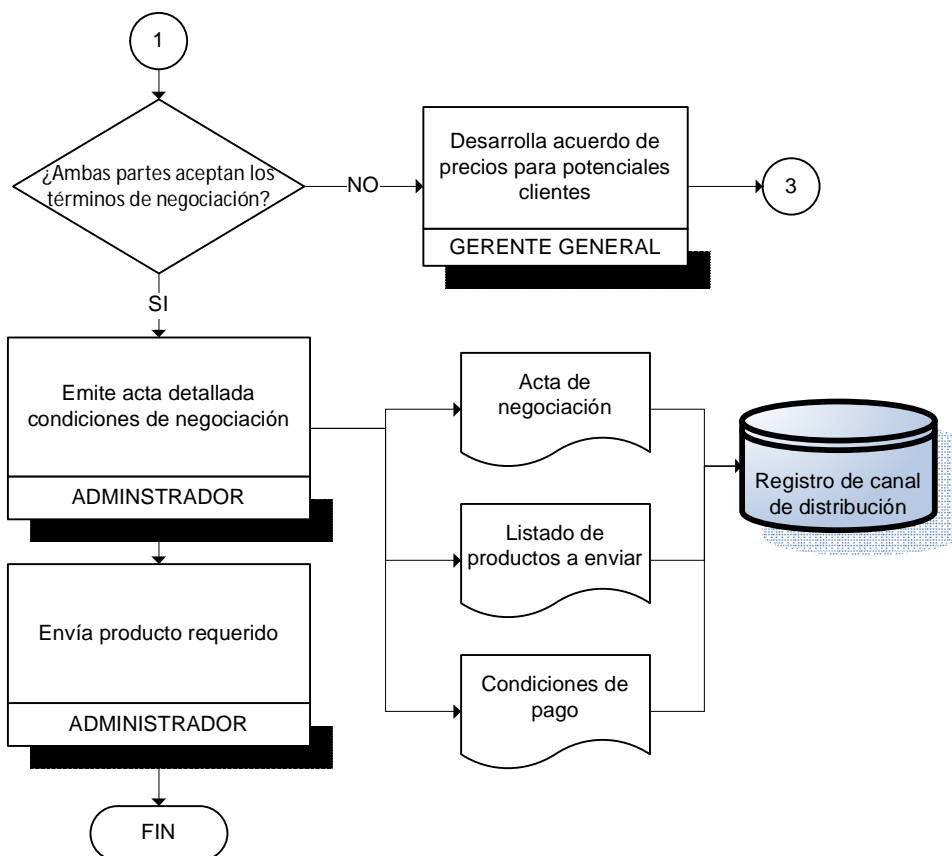 1
¿Ambas partes aceptan los
términos de negociación?
NO
Desarrolla acuerdo de
precios para potenciales
clientes
GERENTE GENERAL
3
SI
Emite acta detallada
condiciones de negociación
ADMINSTRADOR
Acta de
negociación
Listado de
productos a enviar
Condiciones de
pago
Registro de canal
de distribución
Envía producto requerido
ADMINISTRADOR
FIN